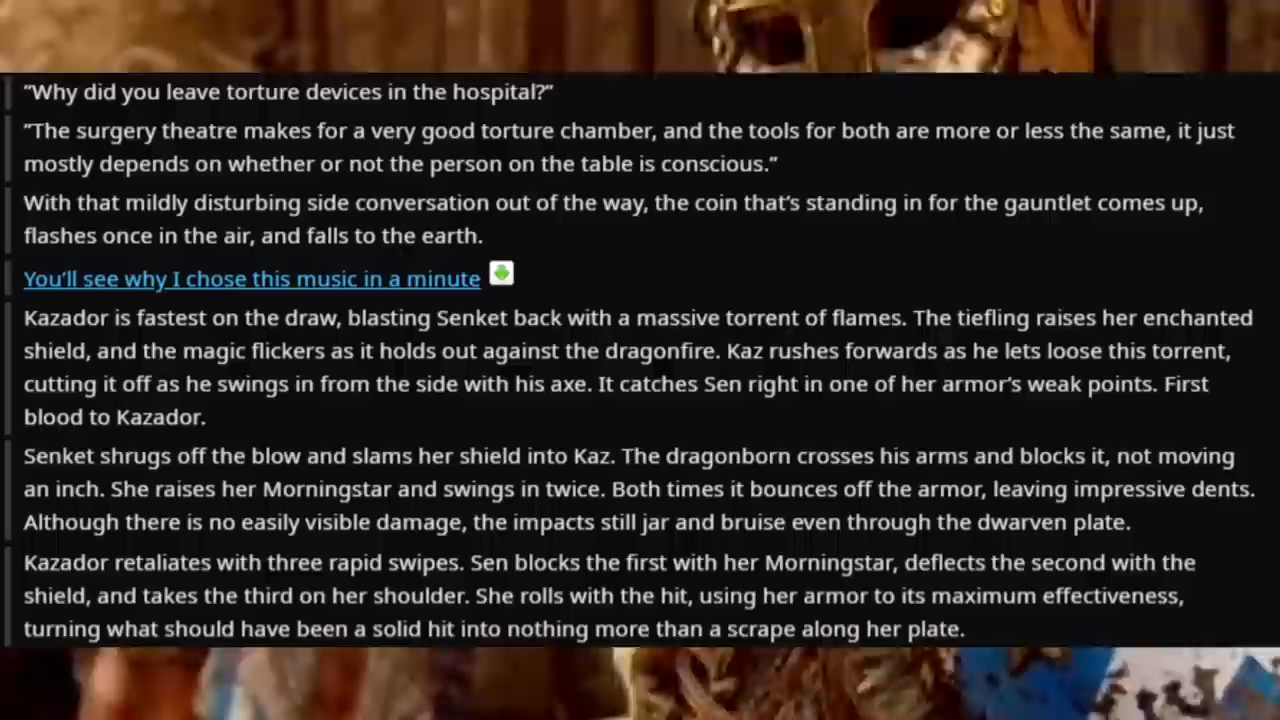 "Why did you leave torture devices in the hospital?"
"The surgery theatre makes for a very good torture chamber, and the tools for both are more or less the same, it just
mostly depends on whether or not the person on the table is conscious."
With that mildly disturbing side conversation out of the way, the coin that's standing in for the gauntlet comes up,
flashes once in the air, and falls to the earth.
You'll see why I chose this music in a minute
Kazador is fastest on the draw, blasting Senket back with a massive torrent of flames. The tiefling raises her enchanted
shield, and the magic flickers as it holds out against the dragonfire. Kaz rushes forwards as he lets loose this torrent,
cutting it off as he swings in from the side with his axe. It catches Sen right in one of her armor's weak points. First
blood to Kazador.
Senket shrugs off the blow and slams her shield into Kaz. The dragonborn crosses his arms and blocks it, not moving
an inch. She raises her Morningstar and swings in twice. Both times it bounces off the armor, leaving impressive dents.
Although there is no easily visible damage, the impacts still jar and bruise even through the dwarven plate.
Kazador retaliates with three rapid swipes. Sen blocks the first with her Morningstar, deflects the second with the
shield, and takes the third on her shoulder. She rolls with the hit, using her armor to its maximum effectiveness,
turning what should have been a solid hit into nothing more than a scrape along her plate.